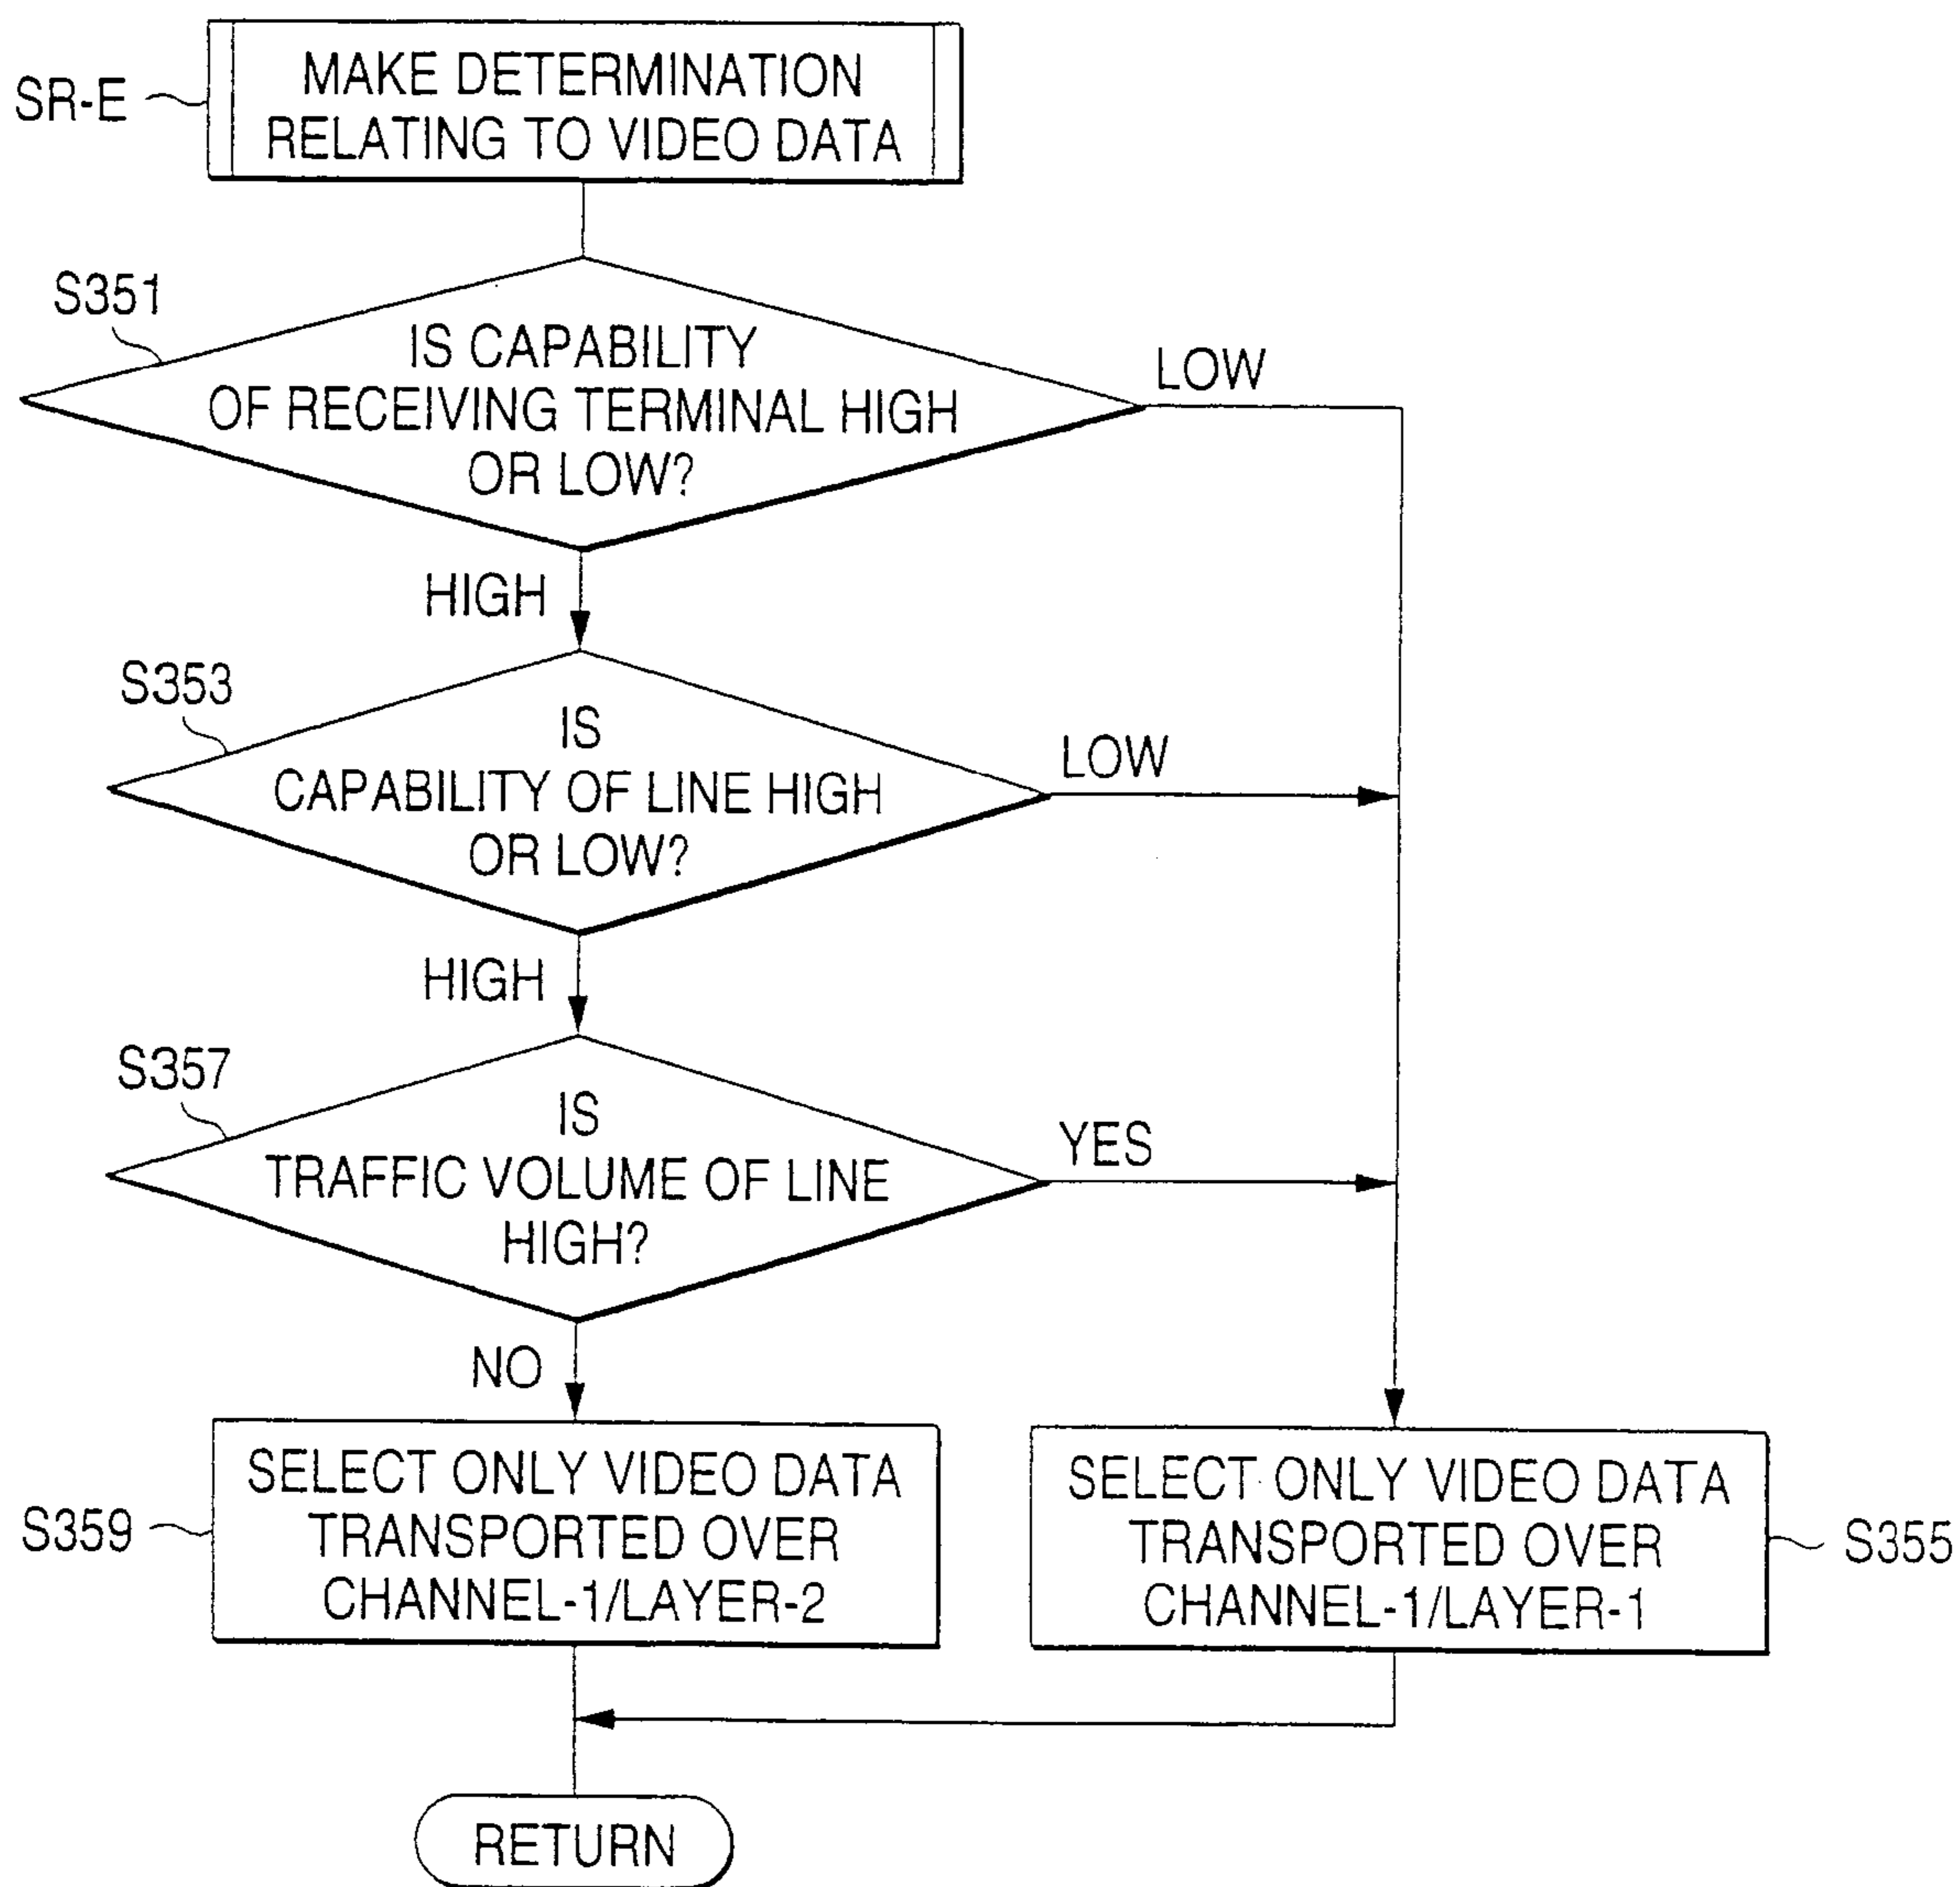 SR-E
MAKE DETERMINATION
RELATING TO VIDEO DATA
S351
IS CAPABILITY
OF RECEIVING TERMINAL HIGH
OR LOW?
LOW
HIGH
S353
IS
CAPABILITY OF LINE HIGH
OR LOW?
LOW
HIGH
S357
IS
TRAFFIC VOLUME OF LINE
HIGH?
YES
NO
S359
SELECT ONLY VIDEO DATA
TRANSPORTED OVER
CHANNEL-1/LAYER-2
SELECT ONLY VIDEO DATA
TRANSPORTED OVER
CHANNEL-1/LAYER-1
S355
RETURN